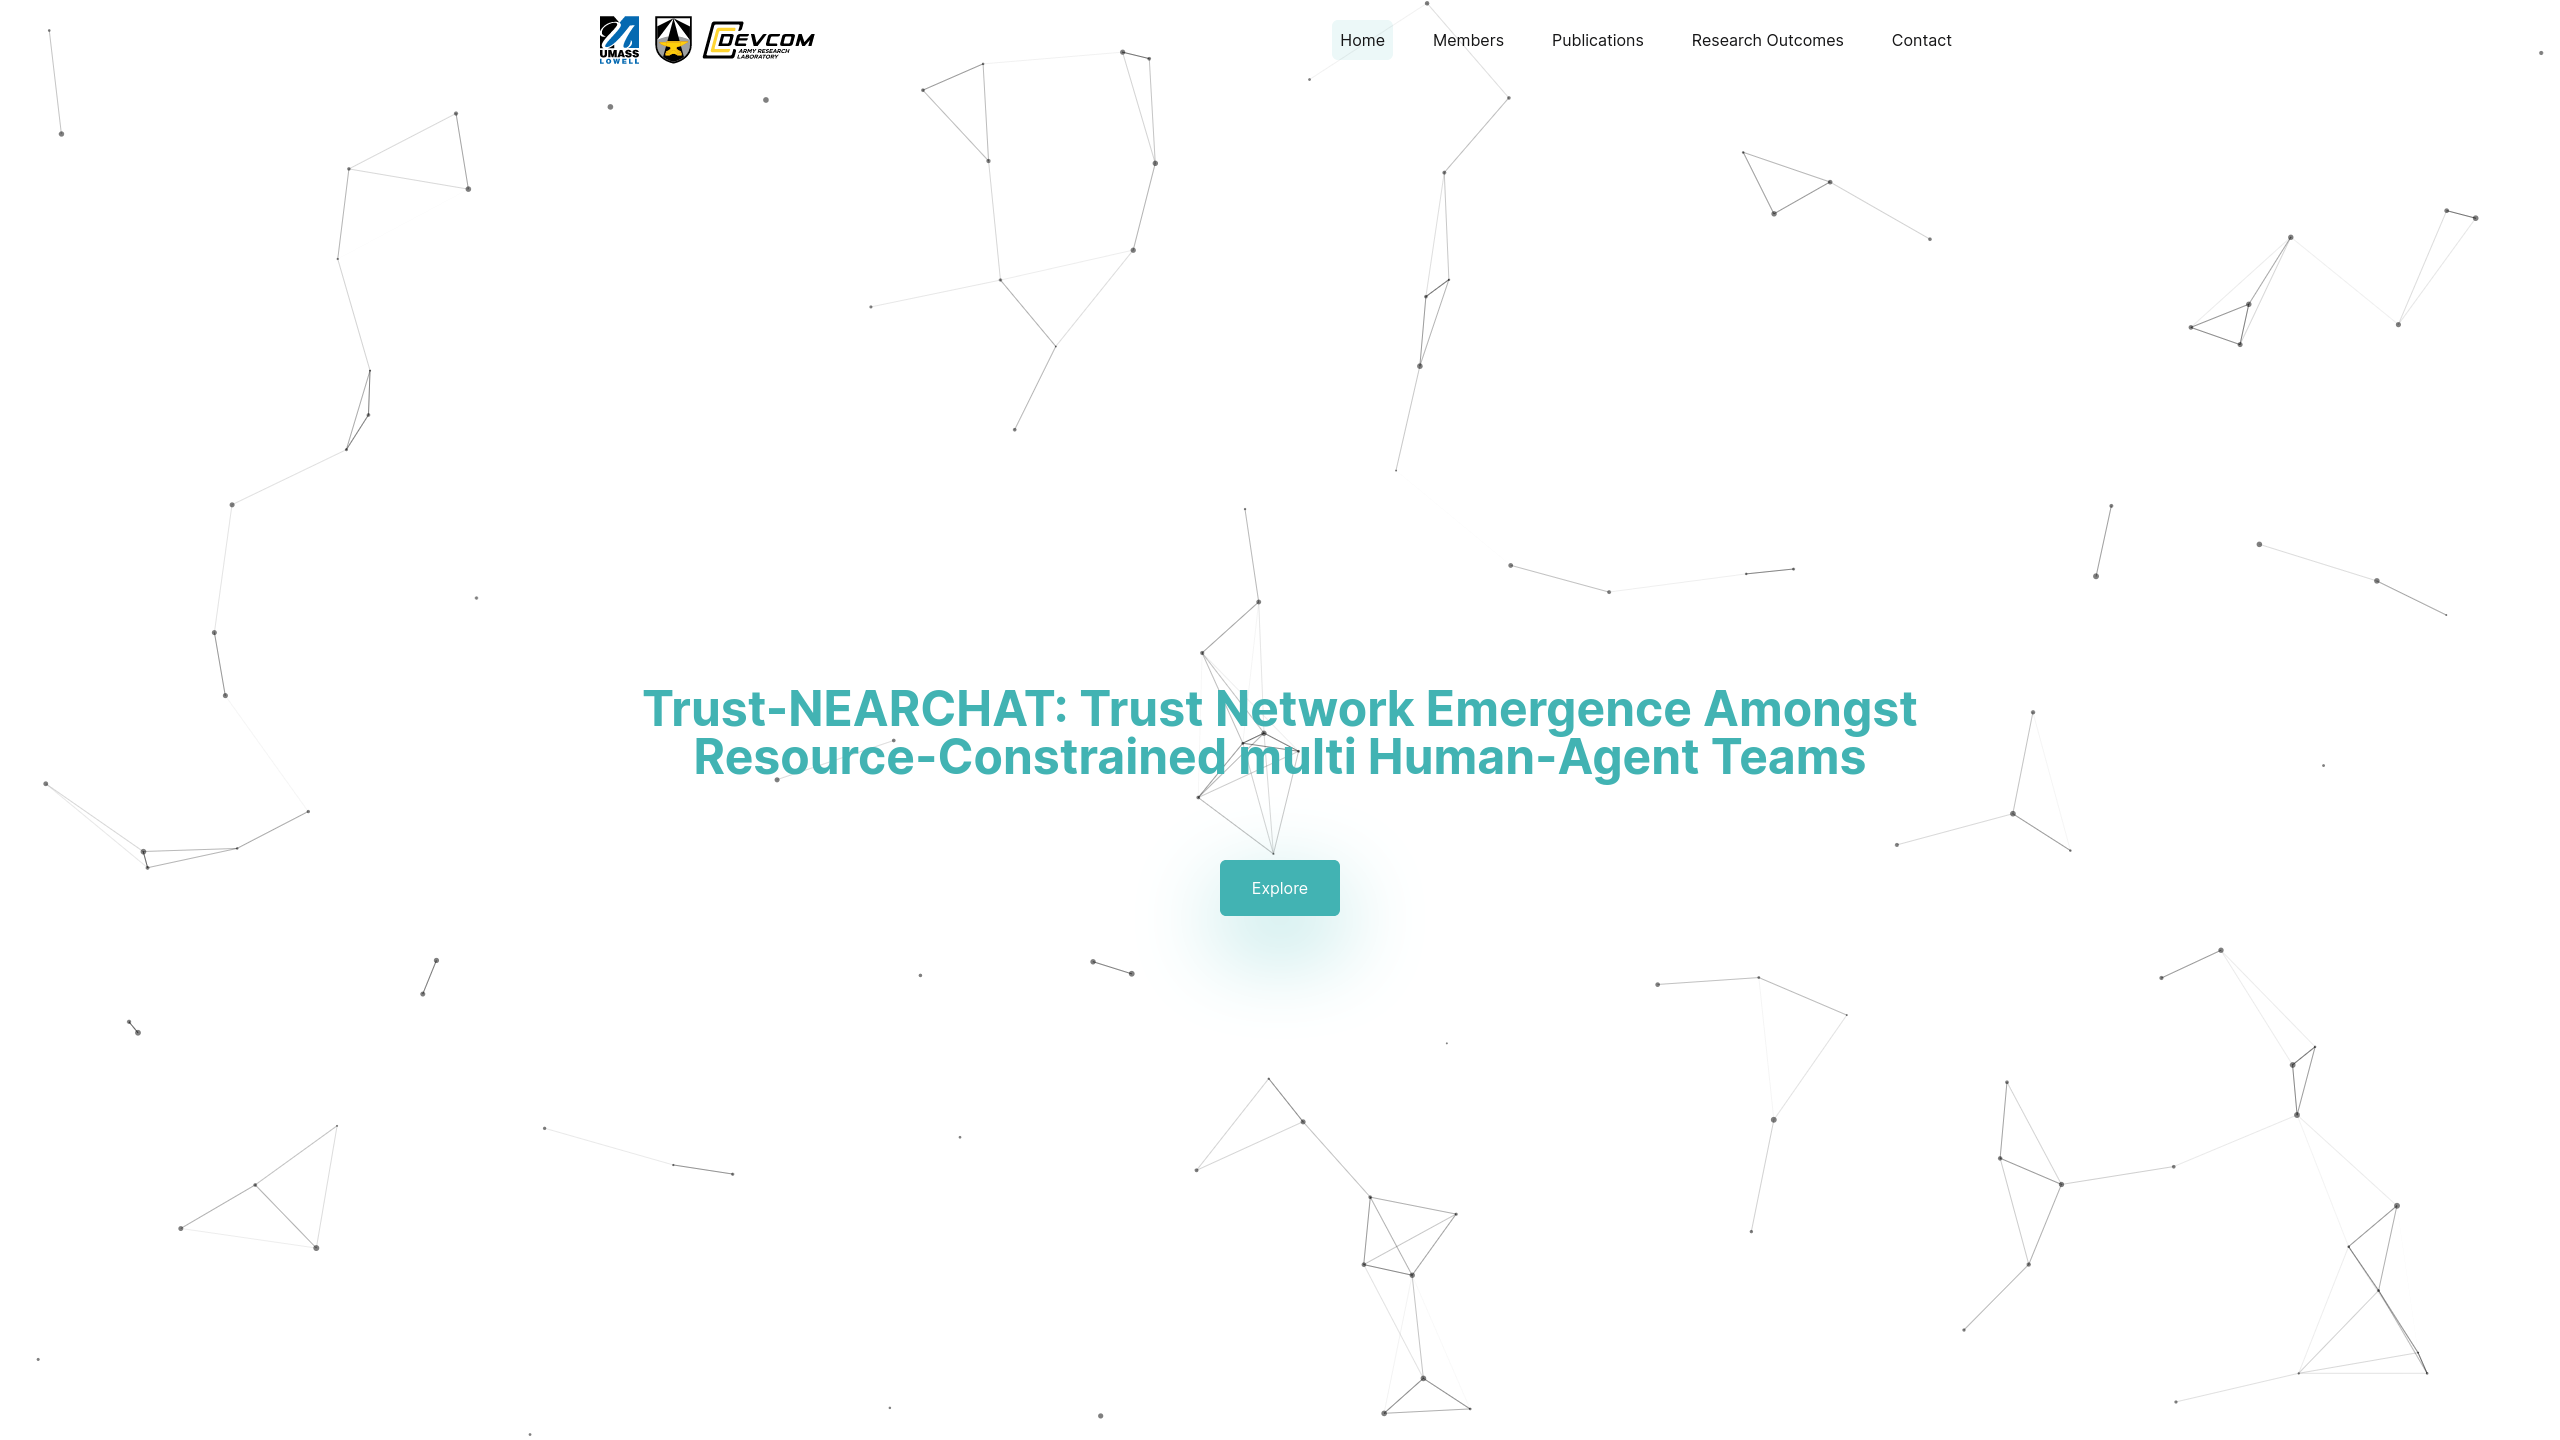 UMASS
LOWELL
DEVCOM
ARMY RESEARCH
LABORATORY
Home
Members
Publications
Research Outcomes
Contact
Trust-NEARCHAT: Trust Network Emergence Amongst
Resource-Constrained multi Human-Agent Teams
Explore